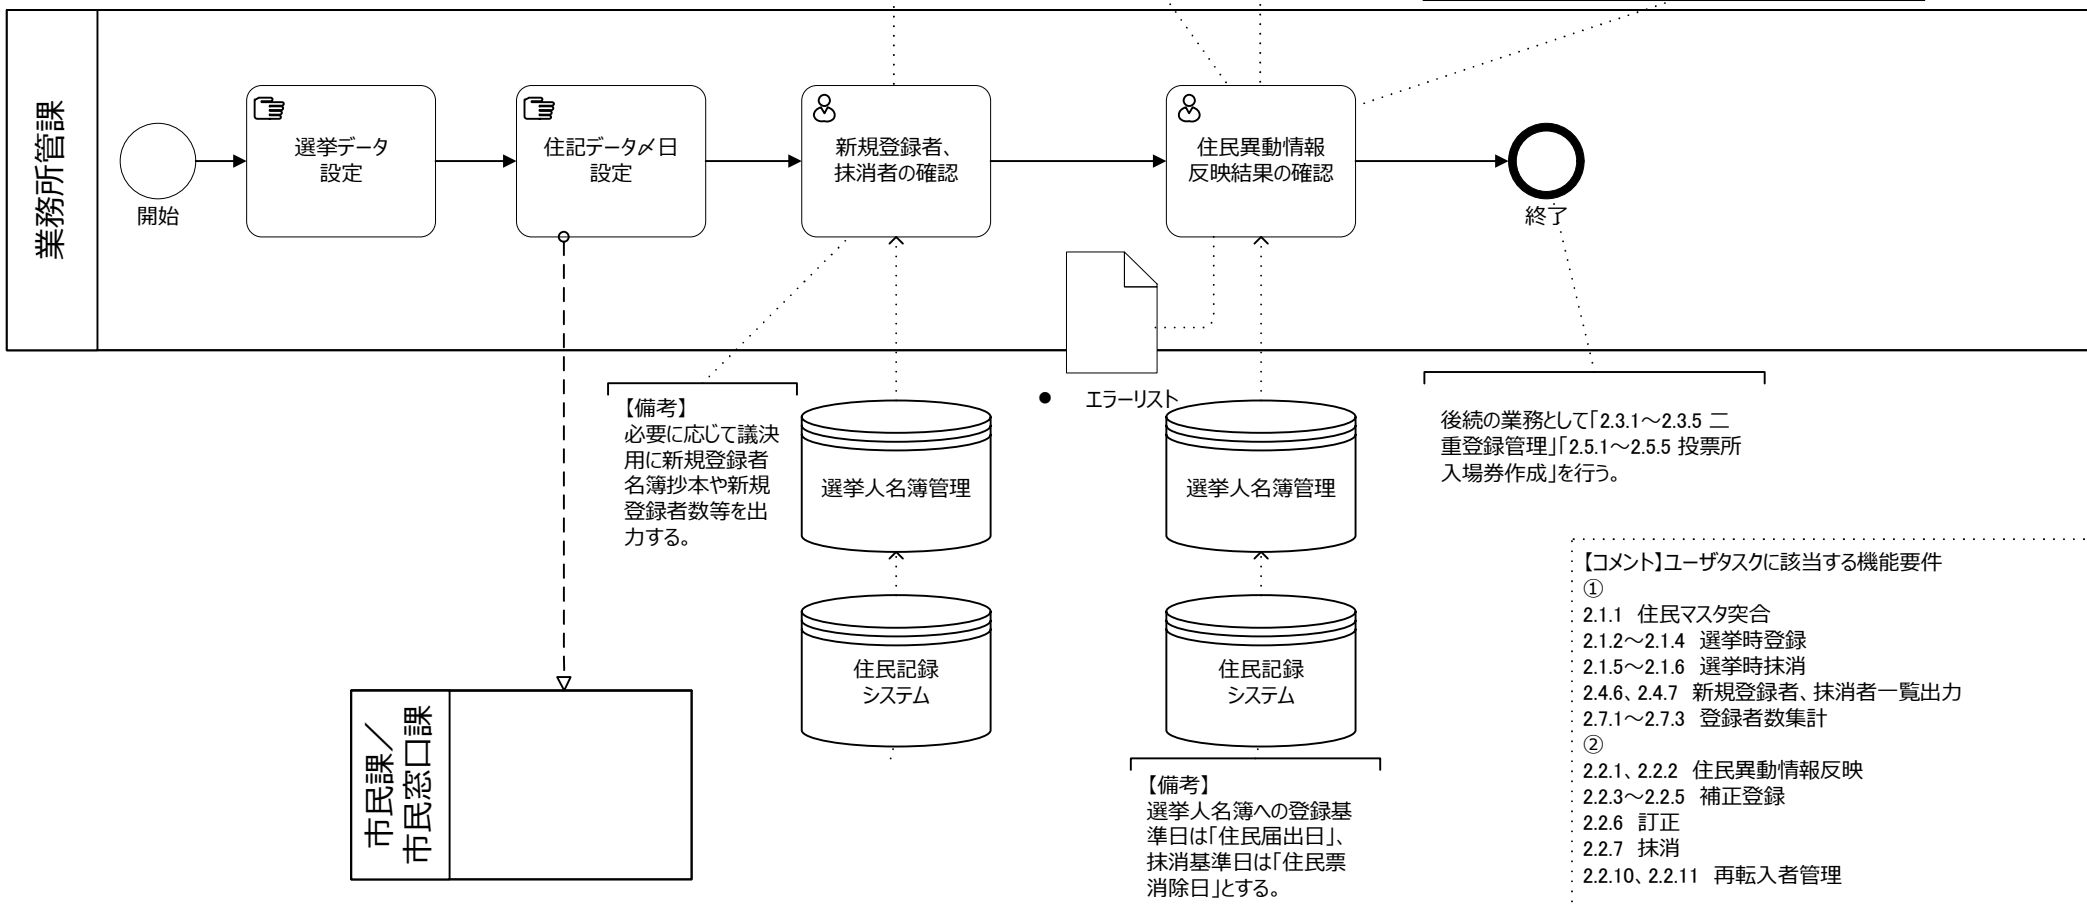 業務所管課
開始
選挙データ
設定
住記データ〆日
設定
新規登録者、
抹消者の確認
住民異動情報
反映結果の確認
終了
● エラーリスト
【備考】
必要に応じて議決
用に新規登録者
名簿抄本や新規
登録者数等を出
力する。
選挙人名簿管理
選挙人名簿管理
後続の業務として「2.3.1～2.3.5 二
重登録管理」「2.5.1～2.5.5 投票所
入場券作成」を行う。
住民記録
システム
住民記録
システム
市民課／
市民窓口課
【備考】
選挙人名簿への登録基
準日は「住民届出日」、
抹消基準日は「住民票
消除日」とする。
【コメント】ユーザタスクに該当する機能要件
①
2.1.1 住民マスタ突合
2.1.2～2.1.4 選挙時登録
2.1.5～2.1.6 選挙時抹消
2.4.6、2.4.7 新規登録者、抹消者一覧出力
2.7.1～2.7.3 登録者数集計
②
2.2.1、2.2.2 住民異動情報反映
2.2.3～2.2.5 補正登録
2.2.6 訂正
2.2.7 抹消
2.2.10、2.2.11 再転入者管理